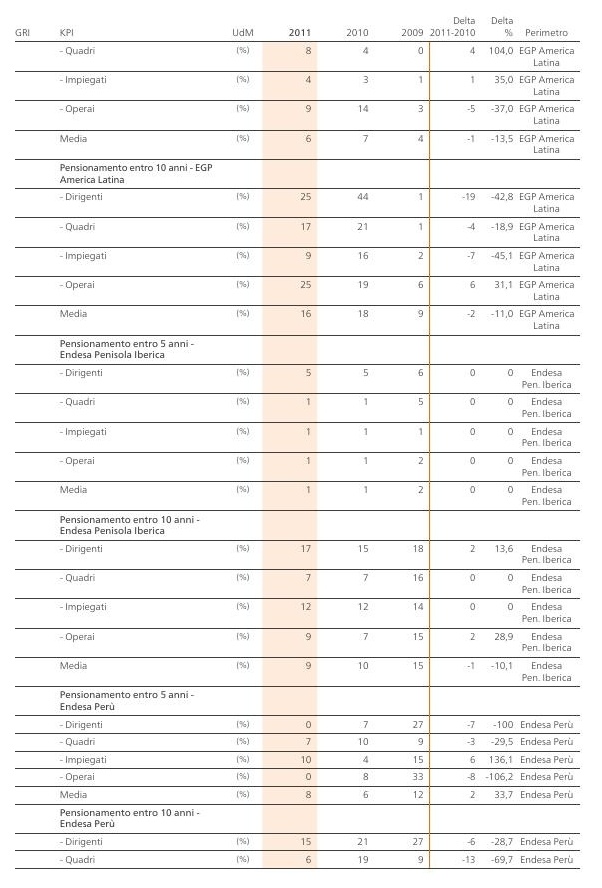 Delta Delta
GRI KPI UdM 2011 2010 2009 2011-2010 % Perimetro
- Quadri (%) 8 4 0 4 104,0 EGP America
Latina
- Impiegati (%) 4 3 1 1 35,0 EGP America
Latina
- Operai (%) 9 14 3 -5 -37,0 EGP America
Latina
Media (%) 6 7 4 -1 -13,5 EGP America
Latina
Pensionamento entro 10 anni - EGP
America Latina
- Dirigenti (%) 25 44 1 -19 -42,8 EGP America
Latina
- Quadri (%) 17 21 1 -4 -18,9 EGP America
Latina
- Impiegati (%) 9 16 2 -7 -45,1 EGP America
Latina
- Operai (%) 25 19 6 6 31,1 EGP America
Latina
Media (%) 16 18 9 -2 -11,0 EGP America
Latina
Pensionamento entro 5 anni -
Endesa Penisola Iberica
- Dirigenti (%) 5 5 6 0 0 Endesa
Pen. Iberica
- Quadri (%) 1 1 5 0 0 Endesa
Pen. Iberica
- Impiegati (%) 1 1 1 0 0 Endesa
Pen. Iberica
- Operai (%) 1 1 2 0 0 Endesa
Pen. Iberica
Media (%) 1 1 2 0 0 Endesa
Pen. Iberica
Pensionamento entro 10 anni -
Endesa Penisola Iberica
- Dirigenti (%) 17 15 18 2 13,6 Endesa
Pen. Iberica
- Quadri (%) 7 7 16 0 0 Endesa
Pen. Iberica
- Impiegati (%) 12 12 14 0 0 Endesa
Pen. Iberica
- Operai (%) 9 7 15 2 28,9 Endesa
Pen. Iberica
Media (%) 9 10 15 -1 -10,1 Endesa
Pen. Iberica
Pensionamento entro 5 anni -
Endesa Perù
- Dirigenti (%) 0 7 27 -7 -100 Endesa Perù
- Quadri (%) 7 10 9 -3 -29,5 Endesa Perù
- Impiegati (%) 10 4 15 6 136,1 Endesa Perù
- Operai (%) 0 8 33 -8 -106,2 Endesa Perù
Media (%) 8 6 12 2 33,7 Endesa Perù
Pensionamento entro 10 anni -
Endesa Perù
- Dirigenti (%) 15 21 27 -6 -28,7 Endesa Perù
- Quadri (%) 6 19 9 -13 -69,7 Endesa Perù